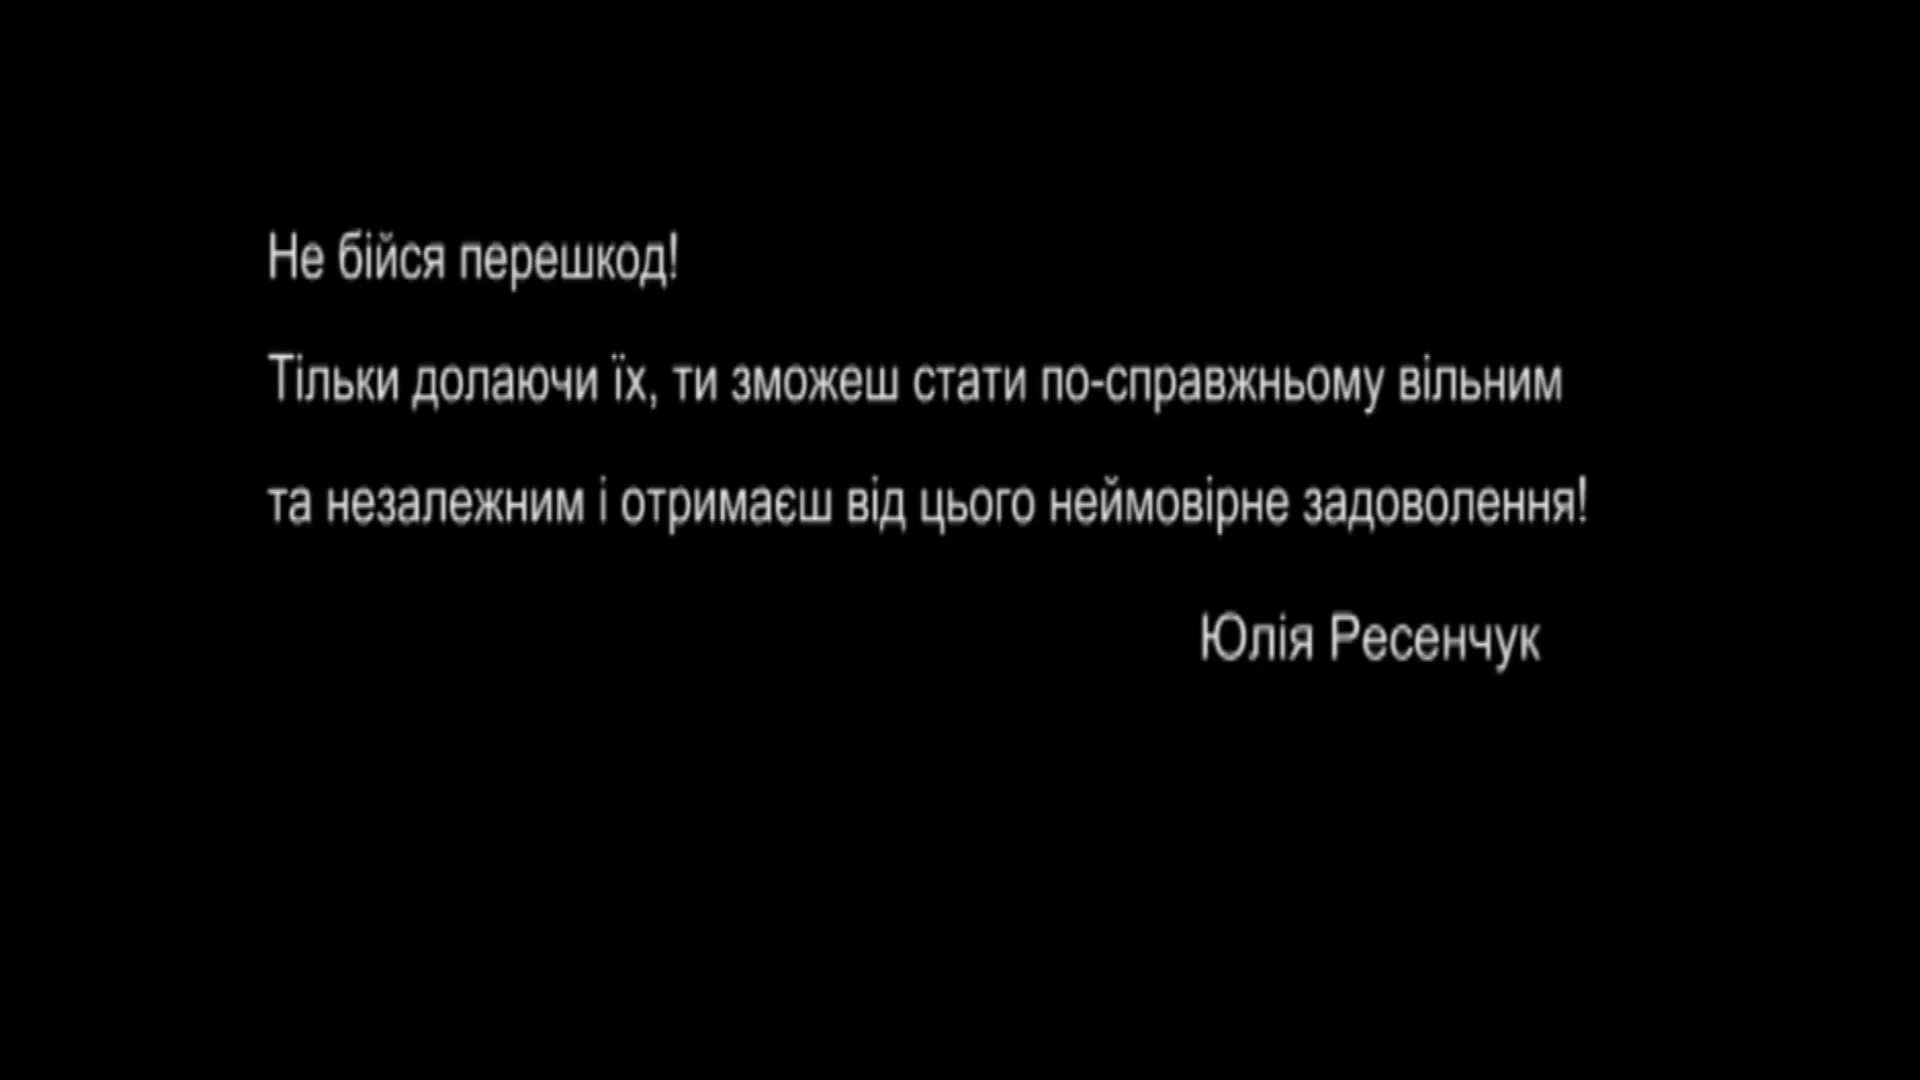 Не бійся перешкод!
Тільки долаючи їх, ти зможеш стати по-справжньому вільним
та незалежним і отримаєш від цього неймовірне задоволення!
Юлія Ресенчук